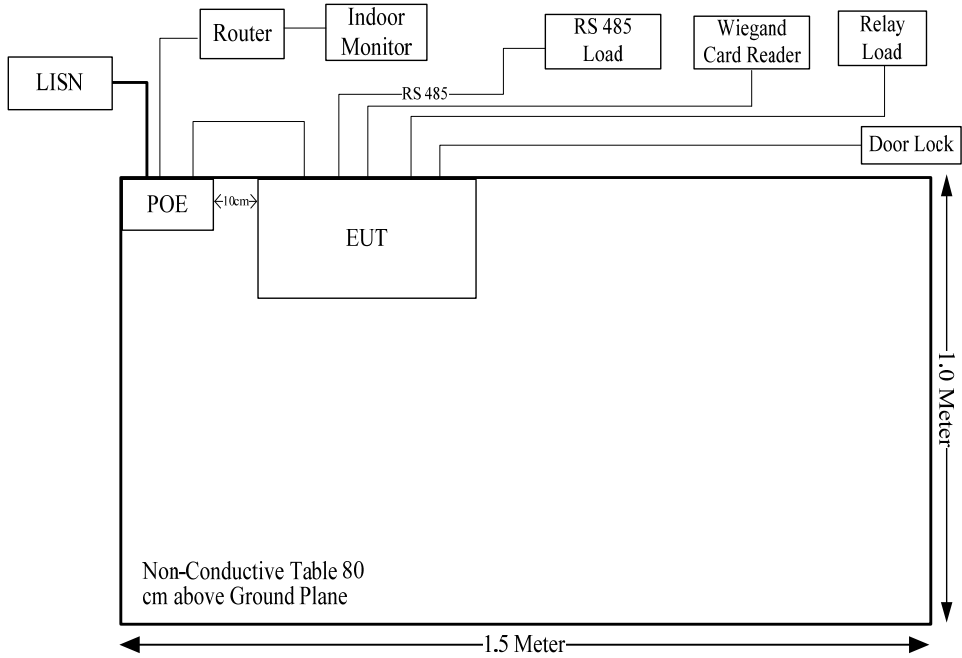 Indoor
Monitor
Router
RS 485
Load
Wiegand
Card Reader
Relay
Load
LISN
RS 485
Door Lock
POE
10cm
EUT
1.0 Meter
Non-Conductive Table 80
cm above Ground Plane
1.5 Meter